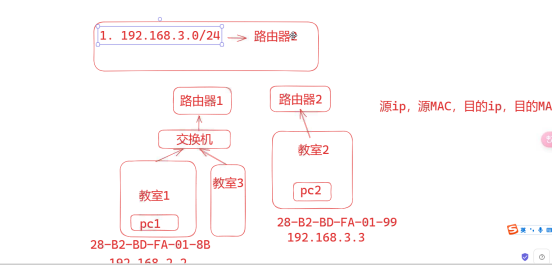 1. 192.168.3.0/24
路由器2
路由器1
路由器2
源ip，源MAC，目的ip，目的MA
交换机
教室2
教室3
教室1
pc2
pc1
28-B2-BD-FA-01-99
192.168.3.3
28-B2-BD-FA-01-8B
192.168.2.2
英